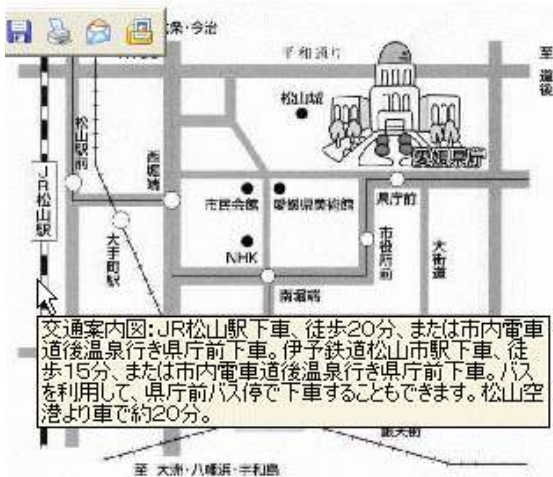 条・今治
平和通り
至 道後
松山城
松山駅前
西堀端
愛媛県庁
JR松山駅
市民会館
愛媛県美術館
県庁前
大手町駅
NHK
市役所前
大街道
南堀端
交通案内図:JR松山駅下車、徒歩20分、または市内電車
道後温泉行き県庁前下車。伊予鉄道松山市駅下車、徒
歩15分、または市内電車道後温泉行き県庁前下車。バス
を利用して、県庁前バス停で下車することもできます。松山空
港より車で約20分。
至 大洲・八幡浜・宇和島